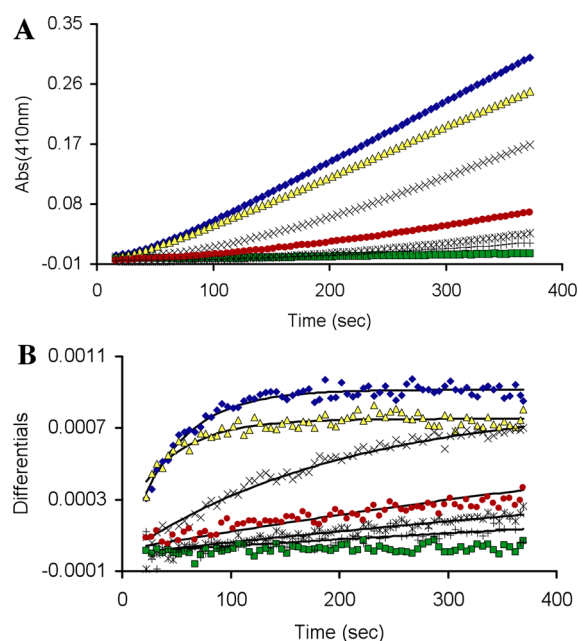 A
0.35
0.26
0.17
0.08
-0.01
Abs(410nm)
0 100 200 300 400
Time (sec)
B
0.0011
0.0007
0.0003
-0.0001
Differentials
0 100 200 300 400
Time (sec)